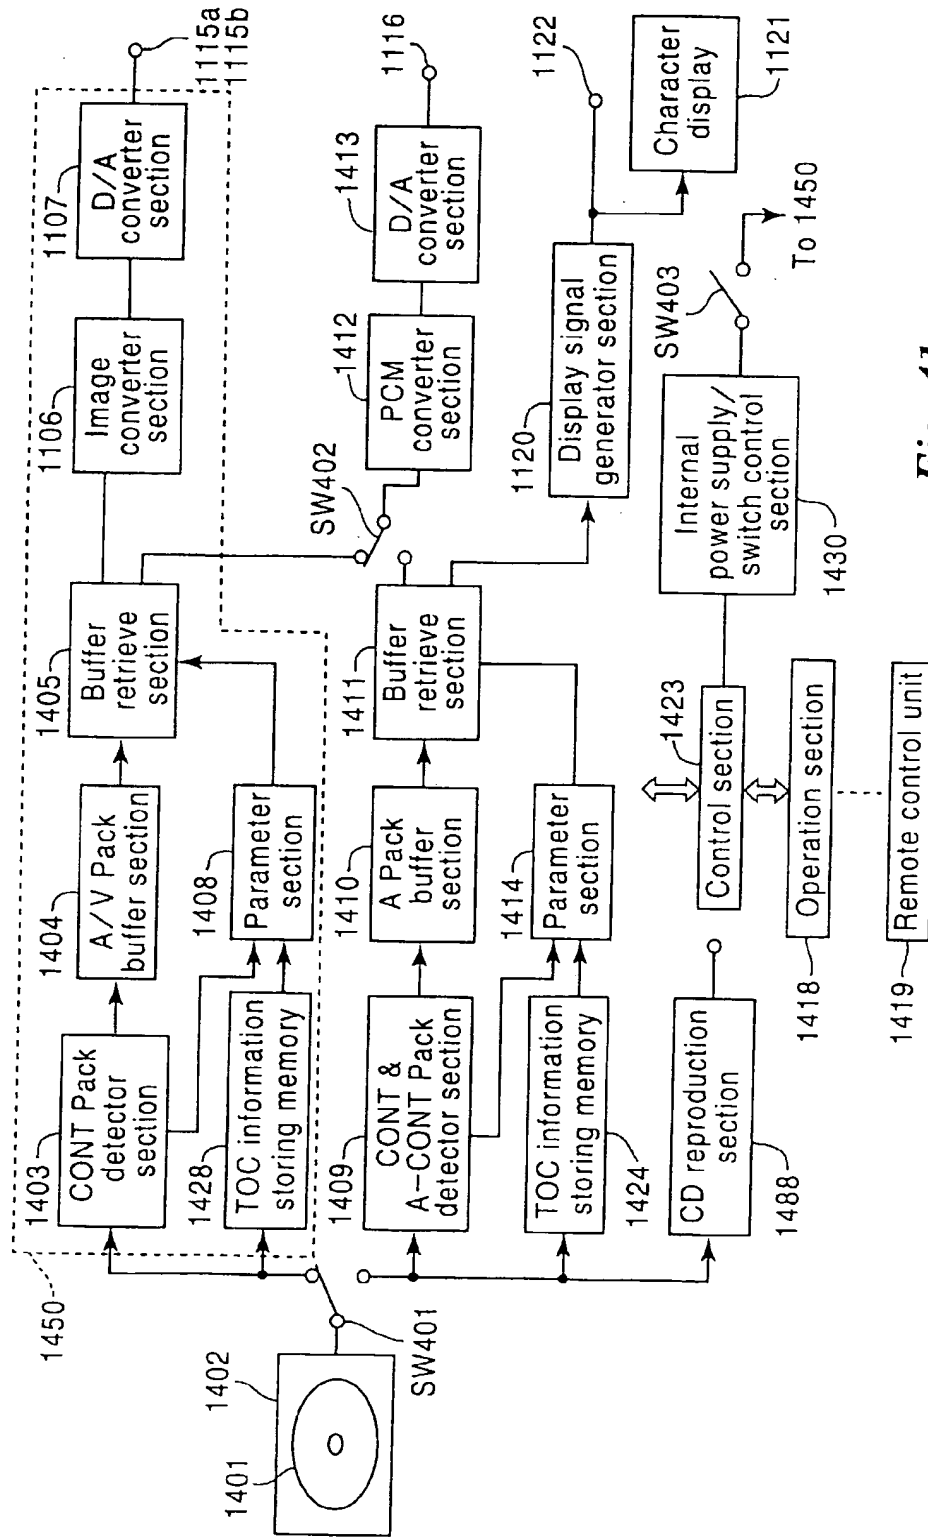 1450
1403
CONT Pack
detector
section
1404
A/V Pack
buffer section
1405
Buffer
retrieve
section
1106
Image
converter
section
1107
D/A
converter
section
1115a
1115b
1428
TOC information
storing memory
1408
Parameter
section
1402
1401
SW401
1409
CONT &
A-CONT Pack
detector section
1410
A Pack
buffer
section
1411
Buffer
retrieve
section
SW402
1412
PCM
converter
section
1413
D/A
converter
section
1116
TOC information
storing memory
1424
1414
Parameter
section
1120
Display signal
generator section
1122
Character
display
1121
CD reproduction
section
1488
1423
Control section
Operation section
1418
Remote control unit
1419
Internal
power supply/
switch control
section
1430
SW403
To 1450